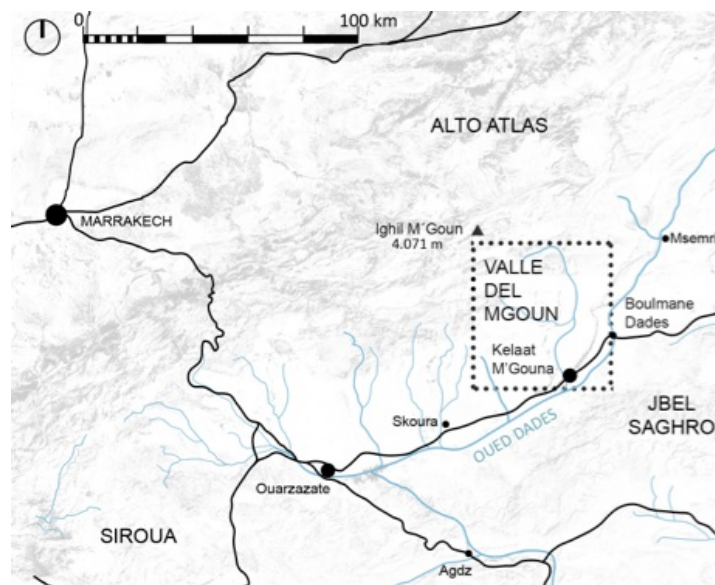 0
100 km
ALTO ATLAS
MARRAKECH
Ighil M´Goun
4.071 m
Msemrir
VALLE
DEL
MGOUN
Boulmane
Dades
Kelaat
M'Gouna
Skoura
OUED DADES
JBEL
SAGHRO
Ouarzazate
SIROUA
Agdz